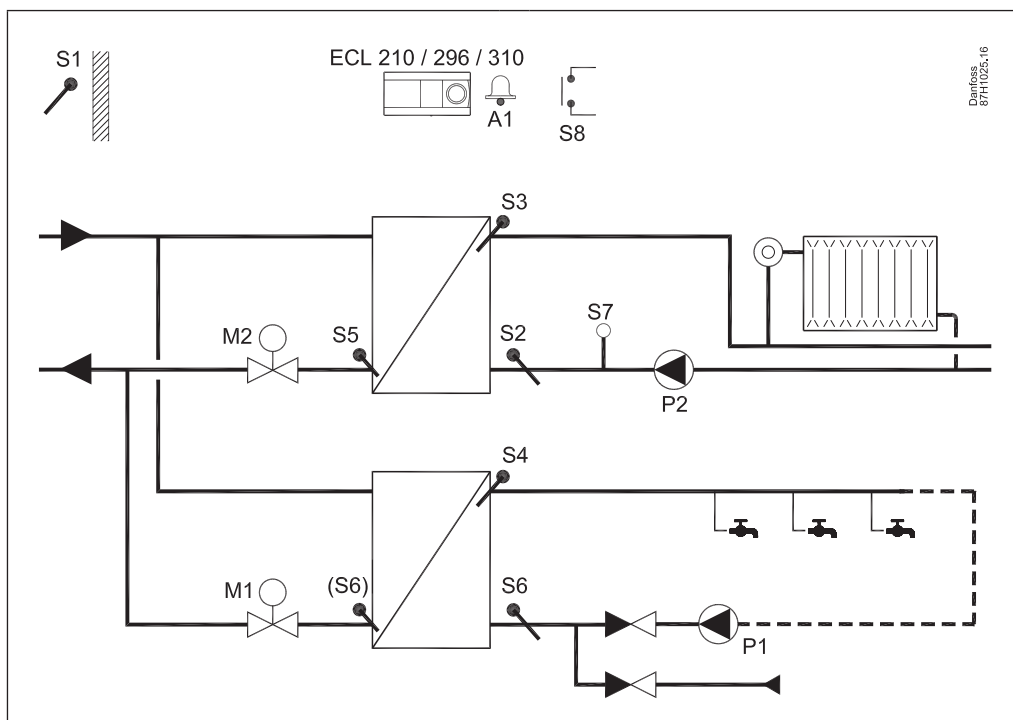 S1
ECL 210 / 296 / 310
A1
S8
Danfoss
87H1025.16
S3
M2
S5
S2
S7
P2
S4
M1
(S6)
S6
P1